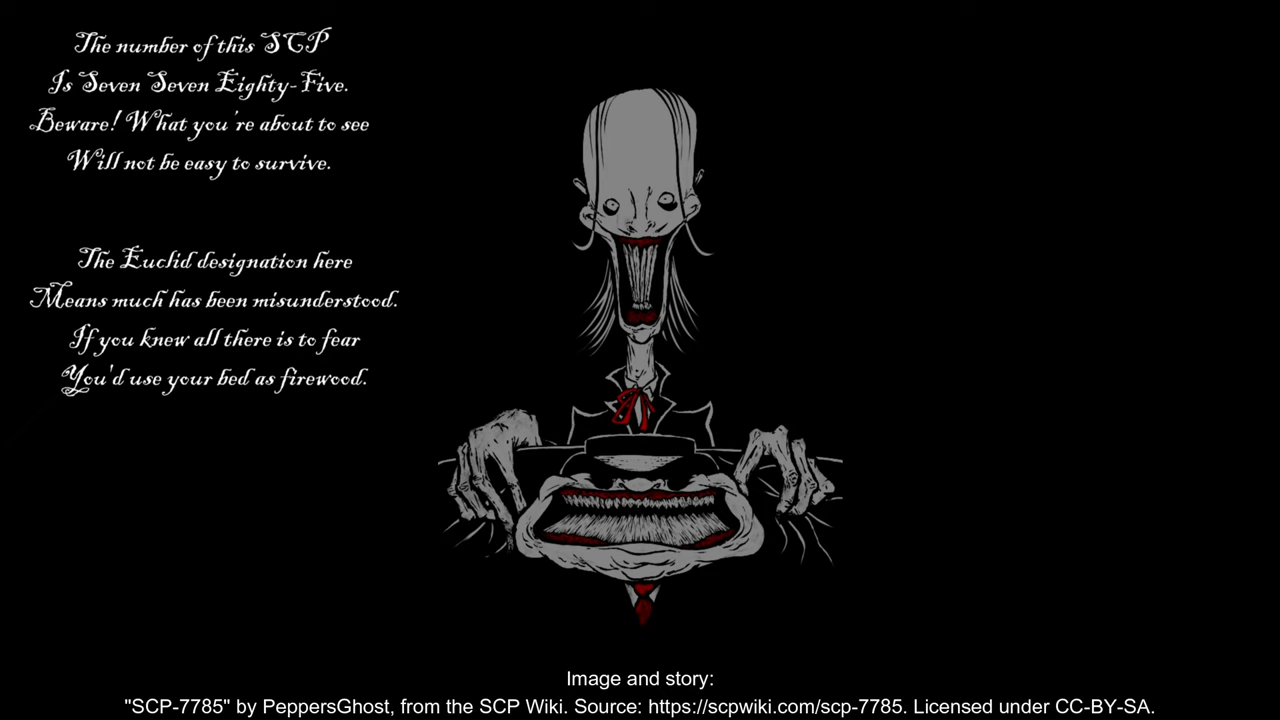 The number of this SCP
Is Seven Seven Eighty-Five.
Beware! What you're about to see
Will not be easy to survive.
The Euclid designation here
Means much has been misunderstood.
If you knew all there is to fear
You'd use your bed as firewood.
Image and story:
"SCP-7785" by PeppersGhost, from the SCP Wiki. Source: https://scpwiki.com/scp-7785. Licensed under CC-BY-SA.